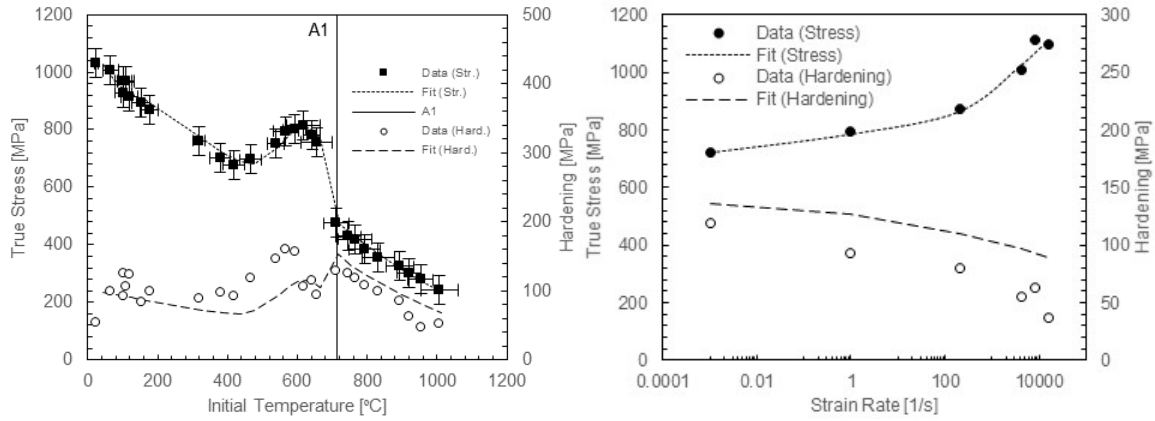 A1
1200
1000
800
600
400
200
0
True Stress [MPa]
500
400
300
200
100
0
Hardening [MPa]
Data (Str.)
Fit (Str.)
A1
Data (Hard.)
Fit (Hard.)
0 200 400 600 800 1000 1200
Initial Temperature [ºC]
1200
1000
800
600
400
200
0
True Stress [MPa]
Data (Stress)
Fit (Stress)
Data (Hardening)
Fit (Hardening)
300
250
200
150
100
50
0
Hardening [MPa]
0.0001 0.01 1 100 10000
Strain Rate [1/s]